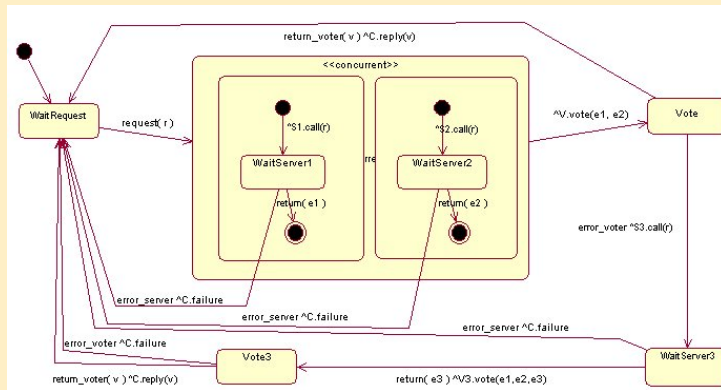 return_voter( v ) ^C.reply(v)
<<concurrent>>
WaitRequest
request( r )
^S1.call(r)
^S2.call(r)
^V.vote(e1, e2)
Vote
WaitServer1
WaitServer2
return( e1 )
return( e2 )
error_voter ^S3.call(r)
error_server ^C.failure
error_server ^C.failure
error_server ^C.failure
error_voter ^C.failure
Vote3
WaitServer3
return_voter( v ) ^C.reply(v)
return( e3 ) ^V3.vote(e1,e2,e3)